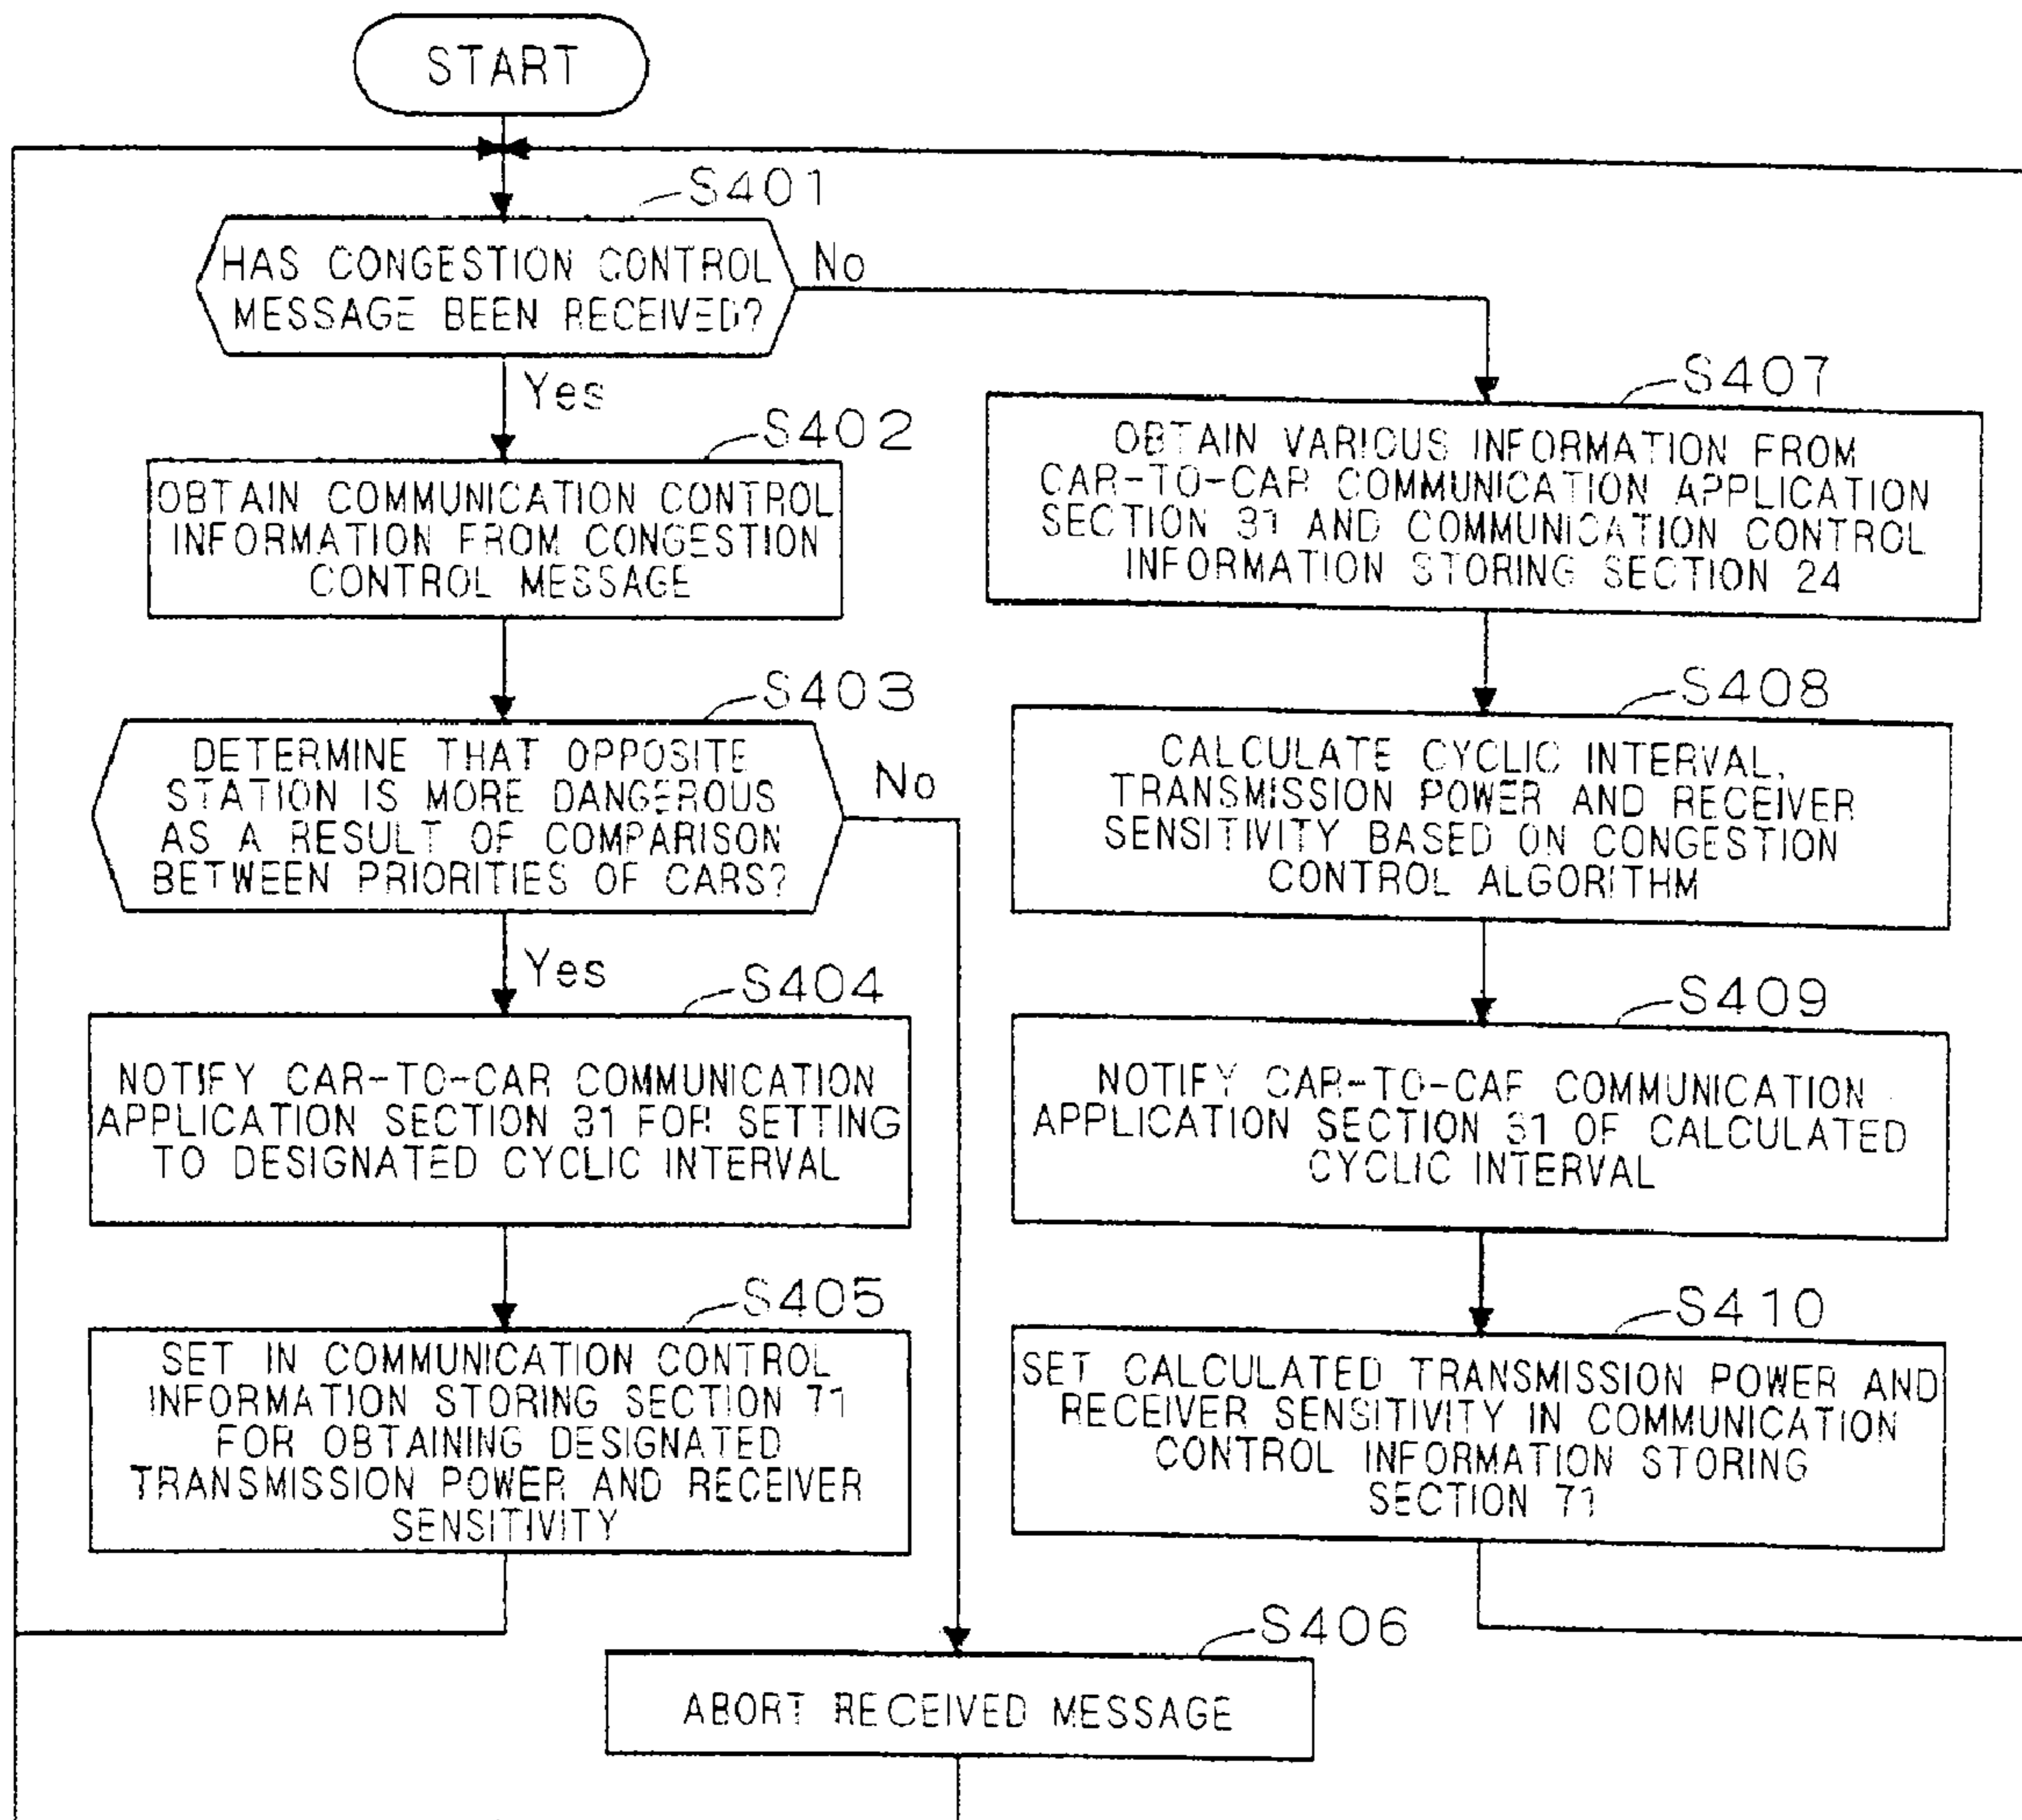 START
S401
HAS CONGESTION CONTROL
MESSAGE BEEN RECEIVED?
No
Yes
S402
OBTAIN COMMUNICATION CONTROL
INFORMATION FROM CONGESTION
CONTROL MESSAGE
S403
DETERMINE THAT OPPOSITE
STATION IS MORE DANGEROUS
AS A RESULT OF COMPARISON
BETWEEN PRIORITIES OF CARS?
No
Yes
S404
NOTIFY CAR-TO-CAR COMMUNICATION
APPLICATION SECTION 31 FOR SETTING
TO DESIGNATED CYCLIC INTERVAL
S405
SET IN COMMUNICATION CONTROL
INFORMATION STORING SECTION 71
FOR OBTAINING DESIGNATED
TRANSMISSION POWER AND RECEIVER
SENSITIVITY
S406
ABORT RECEIVED MESSAGE
S407
OBTAIN VARIOUS INFORMATION FROM
CAR-TO-CAR COMMUNICATION APPLICATION
SECTION 31 AND COMMUNICATION CONTROL
INFORMATION STORING SECTION 24
S408
CALCULATE CYCLIC INTERVAL,
TRANSMISSION POWER AND RECEIVER
SENSITIVITY BASED ON CONGESTION
CONTROL ALGORITHM
S409
NOTIFY CAR-TO-CAR COMMUNICATION
APPLICATION SECTION 31 OF CALCULATED
CYCLIC INTERVAL
S410
SET CALCULATED TRANSMISSION POWER AND
RECEIVER SENSITIVITY IN COMMUNICATION
CONTROL INFORMATION STORING
SECTION 71